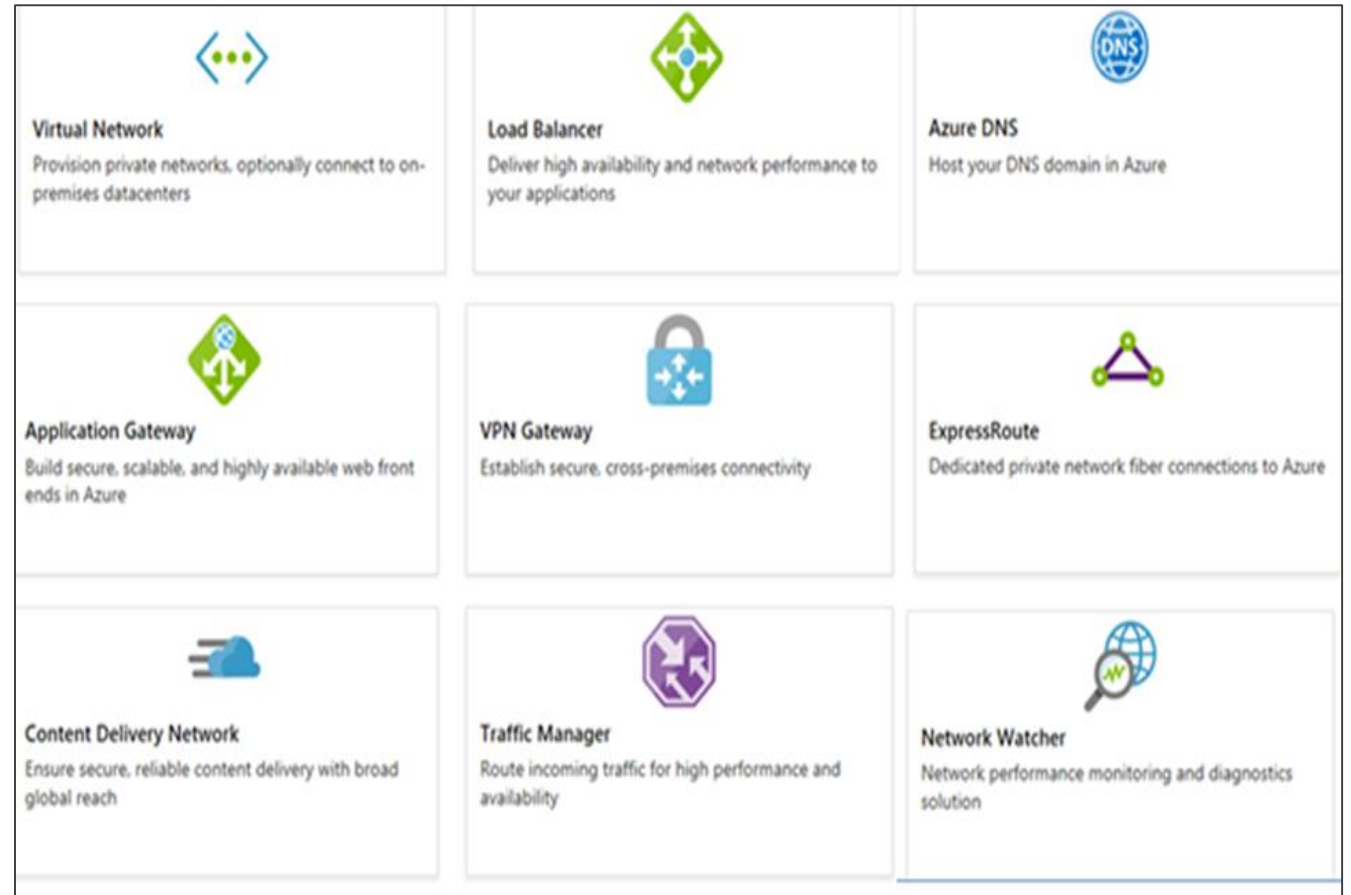 DNS
Virtual Network
Provision private networks, optionally connect to on-
premises datacenters
Load Balancer
Deliver high availability and network performance to
your applications
Azure DNS
Host your DNS domain in Azure
Application Gateway
Build secure, scalable, and highly available web front
ends in Azure
VPN Gateway
Establish secure, cross-premises connectivity
ExpressRoute
Dedicated private network fiber connections to Azure
Content Delivery Network
Ensure secure, reliable content delivery with broad
global reach
Traffic Manager
Route incoming traffic for high performance and
availability
Network Watcher
Network performance monitoring and diagnostics
solution